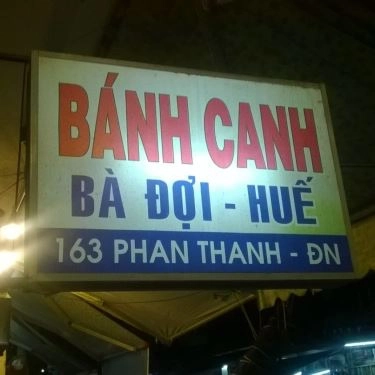 BÁNH CANH
BÀ ĐỢI - HUẾ
163 PHAN THANH - ĐN